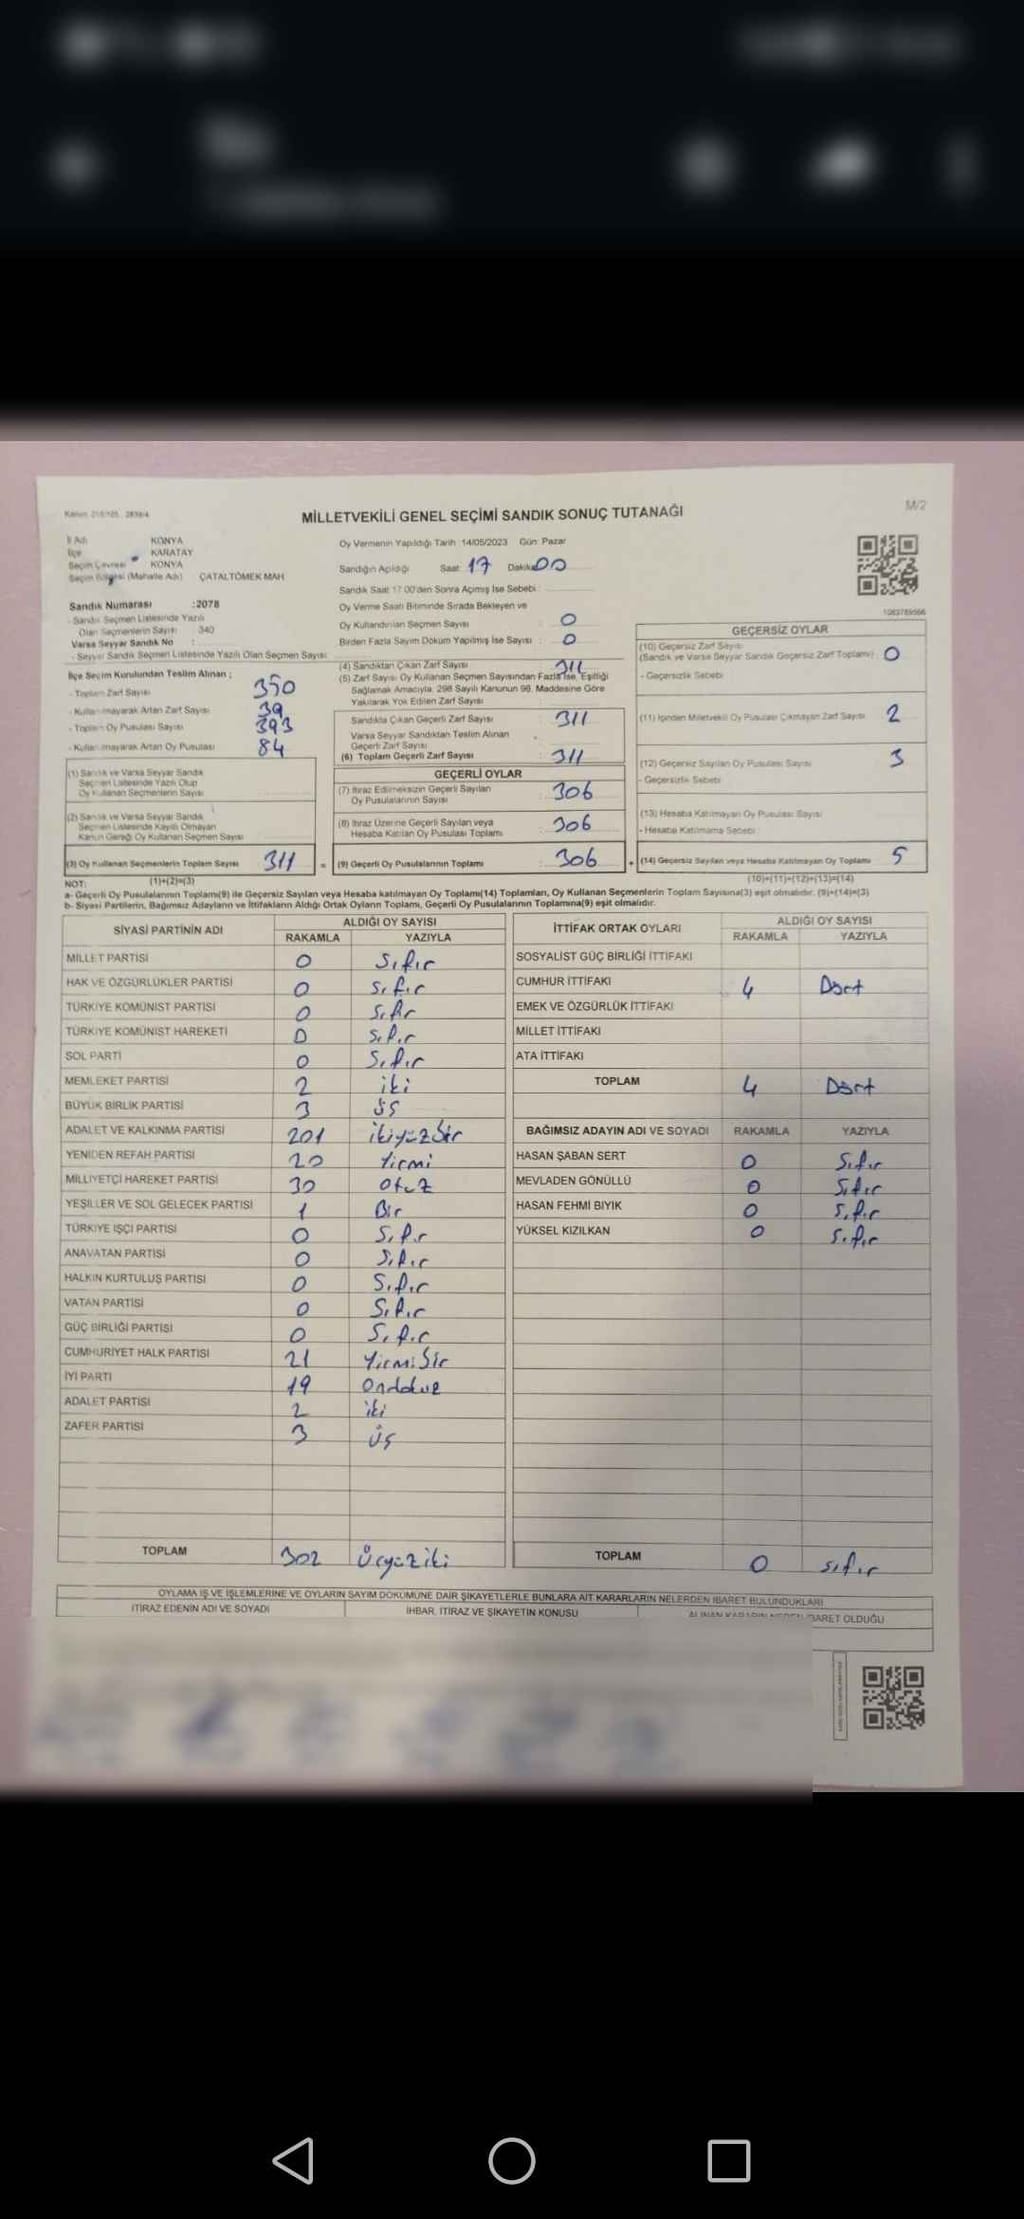 Kanun 218/105, 283/4
MİLLETVEKİLİ GENEL SEÇİMİ SANDIK SONUÇ TUTANAĞI
M/2
İl Adı KONYA
İlçe KARATAY
Seçim Çevresi KONYA
Seçim Bölgesi (Mahalle Adı) ÇATALTÖMEK MAH
Sandık Numarası :2078
- Sandık Seçmen Listesinde Yazılı
Olan Seçmenlerin Sayısı 340
Varsa Seyyar Sandık No :
- Seyyar Sandık Seçmen Listesinde Yazılı Olan Seçmen Sayısı
İlçe Seçim Kurulundan Teslim Alınan ;
- Toplam Zarf Sayısı 350
- Kullanılmayarak Artan Zarf Sayısı 39
- Toplam Oy Pusulası Sayısı 393
- Kullanılmayarak Artan Oy Pusulası 84
(1) Sandık ve Varsa Seyyar Sandık
Seçmen Listesinde Yazılı Olup
Oy Kullanan Seçmenlerin Sayısı
(2) Sandık ve Varsa Seyyar Sandık
Seçmen Listesinde Kayıtlı Olmayan
Kanun Gereği Oy Kullanan Seçmen Sayısı
(3) Oy Kullanan Seçmenlerin Toplam Sayısı 311 =
(1)+(2)=(3)
Oy Vermenin Yapıldığı Tarih :14/05/2023 Gün: Pazar
Sandığın Açıldığı Saat: 17 Dakika: 00
Sandık Saat 17:00'den Sonra Açılmış İse Sebebi :
Oy Verme Saati Bitiminde Sırada Bekleyen ve
Oy Kullandırılan Seçmen Sayısı : 0
Birden Fazla Sayım Döküm Yapılmış İse Sayısı : 0
(4) Sandıktan Çıkan Zarf Sayısı : 311
(5) Zarf Sayısı Oy Kullanan Seçmen Sayısından Fazla İse, Eşitliği
Sağlamak Amacıyla, 298 Sayılı Kanunun 98. Maddesine Göre
Yakılarak Yok Edilen Zarf Sayısı
Sandıkta Çıkan Geçerli Zarf Sayısı : 311
Varsa Seyyar Sandıktan Teslim Alınan
Geçerli Zarf Sayısı
(6) Toplam Geçerli Zarf Sayısı : 311
GEÇERLİ OYLAR
(7) İtiraz Edilmeksizin Geçerli Sayılan
Oy Pusulalarının Sayısı : 306
(8) İtiraz Üzerine Geçerli Sayılan veya
Hesaba Katılan Oy Pusulası Toplamı : 306
(9) Geçerli Oy Pusulalarının Toplamı : 306 +
1083789566
GEÇERSİZ OYLAR
(10) Geçersiz Zarf Sayısı
(Sandık ve Varsa Seyyar Sandık Geçersiz Zarf Toplamı) : 0
- Geçersizlik Sebebi
(11) İçinden Milletvekili Oy Pusulası Çıkmayan Zarf Sayısı 2
(12) Geçersiz Sayılan Oy Pusulası Sayısı 3
- Geçersizlik Sebebi
(13) Hesaba Katılmayan Oy Pusulası Sayısı
- Hesaba Katılmama Sebebi
(14) Geçersiz Sayılan veya Hesaba Katılmayan Oy Toplamı 5
(10)+(11)+(12)+(13)=(14)
NOT:
a- Geçerli Oy Pusulalarının Toplamı(9) ile Geçersiz Sayılan veya Hesaba katılmayan Oy Toplamı(14) Toplamları, Oy Kullanan Seçmenlerin Toplam Sayısına(3) eşit olmalıdır. (9)+(14)=(3)
b- Siyasi Partilerin, Bağımsız Adayların ve İttifakların Aldığı Ortak Oyların Toplamı, Geçerli Oy Pusulalarının Toplamına(9) eşit olmalıdır.
SİYASİ PARTİNİN ADI ALDIĞI OY SAYISI
RAKAMLA YAZIYLA
MİLLET PARTİSİ 0 Sıfır
HAK VE ÖZGÜRLÜKLER PARTİSİ 0 Sıfır
TÜRKİYE KOMÜNİST PARTİSİ 0 Sıfır
TÜRKİYE KOMÜNİST HAREKETİ 0 Sıfır
SOL PARTİ 0 Sıfır
MEMLEKET PARTİSİ 2 iki
BÜYÜK BİRLİK PARTİSİ 3 üç
ADALET VE KALKINMA PARTİSİ 201 ikiyüzbir
YENİDEN REFAH PARTİSİ 20 Yirmi
MİLLİYETÇİ HAREKET PARTİSİ 30 Otuz
YEŞİLLER VE SOL GELECEK PARTİSİ 1 Bir
TÜRKİYE İŞÇİ PARTİSİ 0 Sıfır
ANAVATAN PARTİSİ 0 Sıfır
HALKIN KURTULUŞ PARTİSİ 0 Sıfır
VATAN PARTİSİ 0 Sıfır
GÜÇ BİRLİĞİ PARTİSİ 0 Sıfır
CUMHURİYET HALK PARTİSİ 21 Yirmibir
İYİ PARTİ 19 Ondokuz
ADALET PARTİSİ 2 iki
ZAFER PARTİSİ 3 üç
TOPLAM 302 Üçyüziki
İTTİFAK ORTAK OYLARI ALDIĞI OY SAYISI
RAKAMLA YAZIYLA
SOSYALİST GÜÇ BİRLİĞİ İTTİFAKI
CUMHUR İTTİFAKI 4 Dört
EMEK VE ÖZGÜRLÜK İTTİFAKI
MİLLET İTTİFAKI
ATA İTTİFAKI
TOPLAM 4 Dört
BAĞIMSIZ ADAYIN ADI VE SOYADI RAKAMLA YAZIYLA
HASAN ŞABAN SERT 0 Sıfır
MEVLADEN GÖNÜLLÜ 0 Sıfır
HASAN FEHMİ BIYIK 0 Sıfır
YÜKSEL KIZILKAN 0 Sıfır
TOPLAM 0 sıfır
OYLAMA İŞ VE İŞLEMLERİNE VE OYLARIN SAYIM DÖKÜMÜNE DAİR ŞİKAYETLERLE BUNLARA AİT KARARLARIN NELERDEN İBARET BULUNDUKLARI
İTİRAZ EDENİN ADI VE SOYADI İHBAR, İTİRAZ VE ŞİKAYETİN KONUSU ALINAN KARARIN NEDEN İBARET OLDUĞU